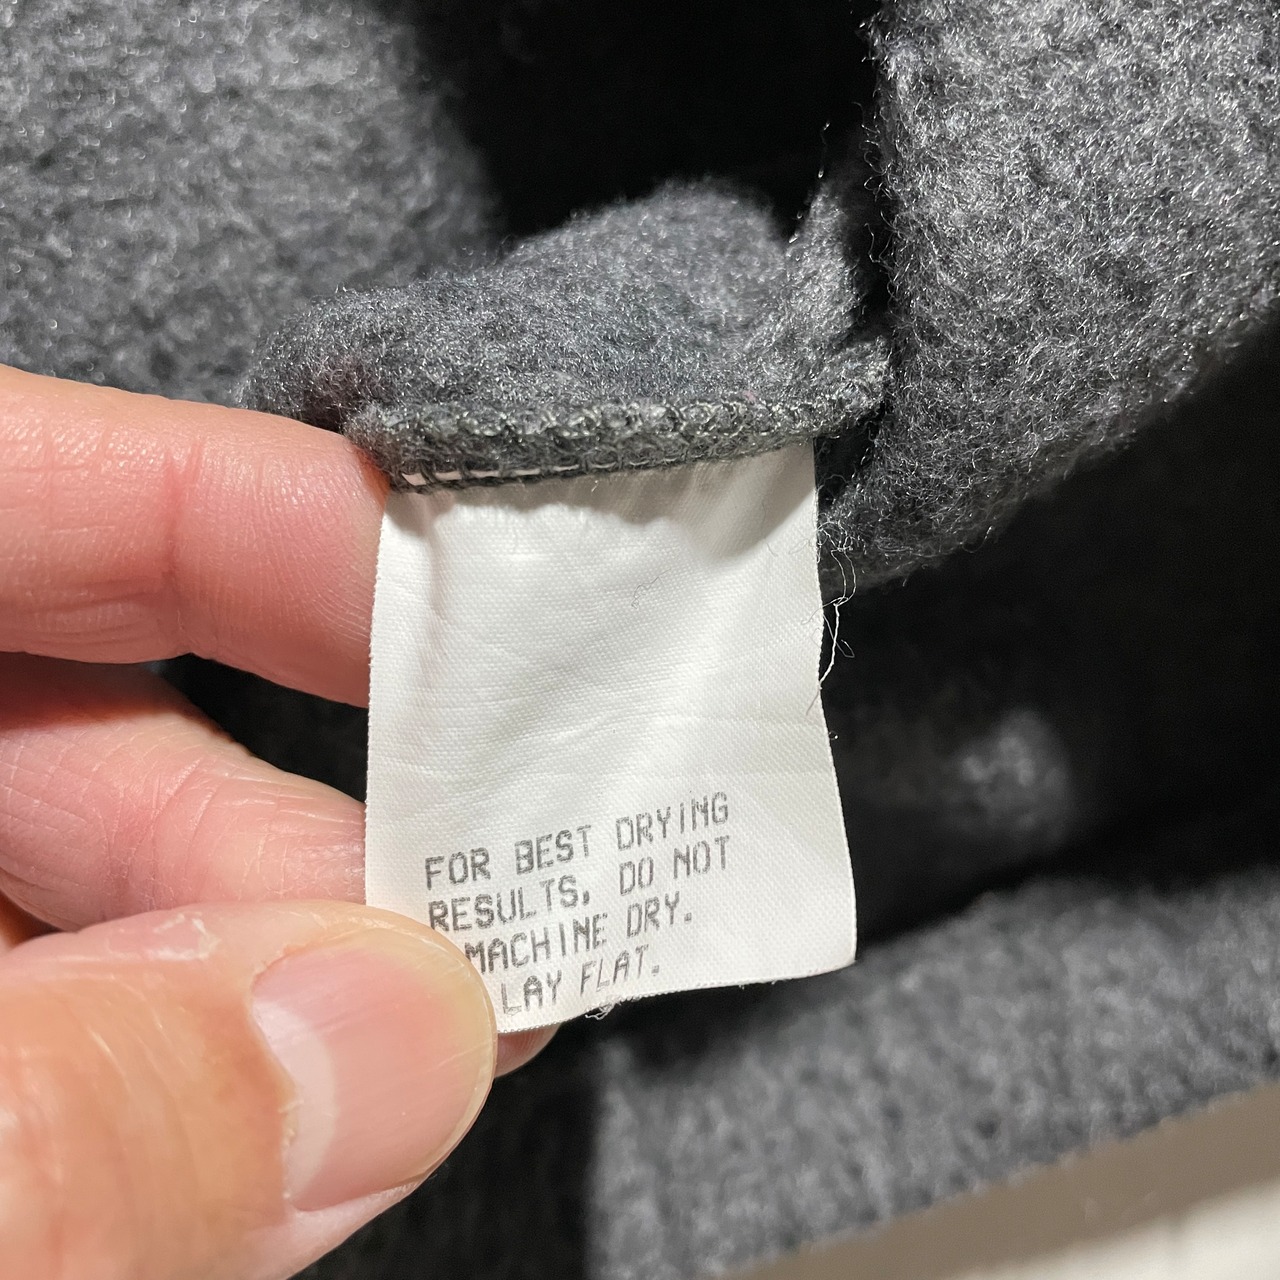 FOR BEST DRYING
RESULTS, DO NOT
MACHINE DRY.
LAY FLAT.